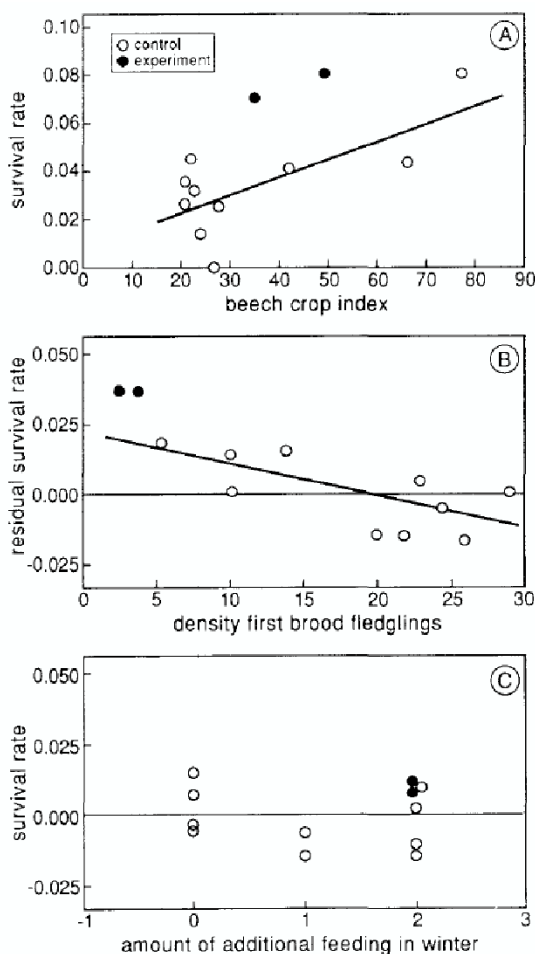 A
control
experiment
0.10
0.08
0.06
0.04
0.02
0.00
survival rate
0 10 20 30 40 50 60 70 80 90
beech crop index
B
0.050
0.025
0.000
-0.025
residual survival rate
0 5 10 15 20 25 30
density first brood fledglings
C
0.050
0.025
0.000
-0.025
survival rate
-1 0 1 2 3
amount of additional feeding in winter